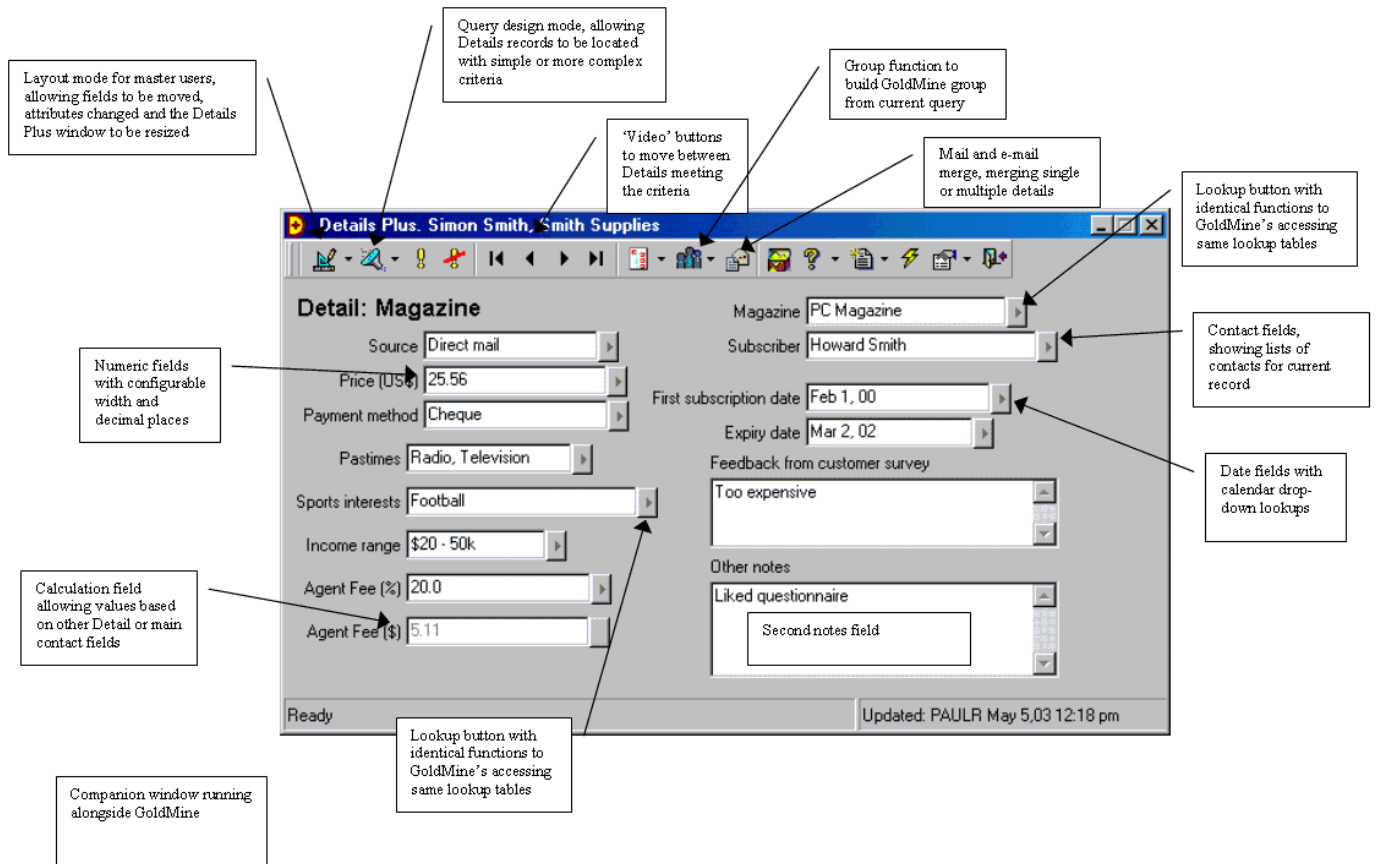 Query design mode, allowing
Details records to be located
with simple or more complex
criteria
Layout mode for master users,
allowing fields to be moved,
attributes changed and the Details
Plus window to be resized
Group function to
build GoldMine group
from current query
‘Video’ buttons
to move between
Details meeting
the criteria
Mail and e-mail
merge, merging single
or multiple details
Lookup button with
identical functions to
GoldMine’s accessing
same lookup tables
Details Plus. Simon Smith, Smith Supplies
Detail: Magazine
Source Direct mail
Price (US$) 25.56
Payment method Cheque
Pastimes Radio, Television
Sports interests Football
Income range $20 - 50k
Agent Fee (%) 20.0
Agent Fee ($) 5.11
Magazine PC Magazine
Subscriber Howard Smith
First subscription date Feb 1, 00
Expiry date Mar 2, 02
Feedback from customer survey
Too expensive
Other notes
Liked questionnaire
Second notes field
Ready
Updated: PAULR May 5,03 12:18 pm
Numeric fields
with configurable
width and
decimal places
Contact fields,
showing lists of
contacts for current
record
Date fields with
calendar drop-
down lookups
Calculation field
allowing values based
on other Detail or main
contact fields
Lookup button with
identical functions to
GoldMine’s accessing
same lookup tables
Companion window running
alongside GoldMine